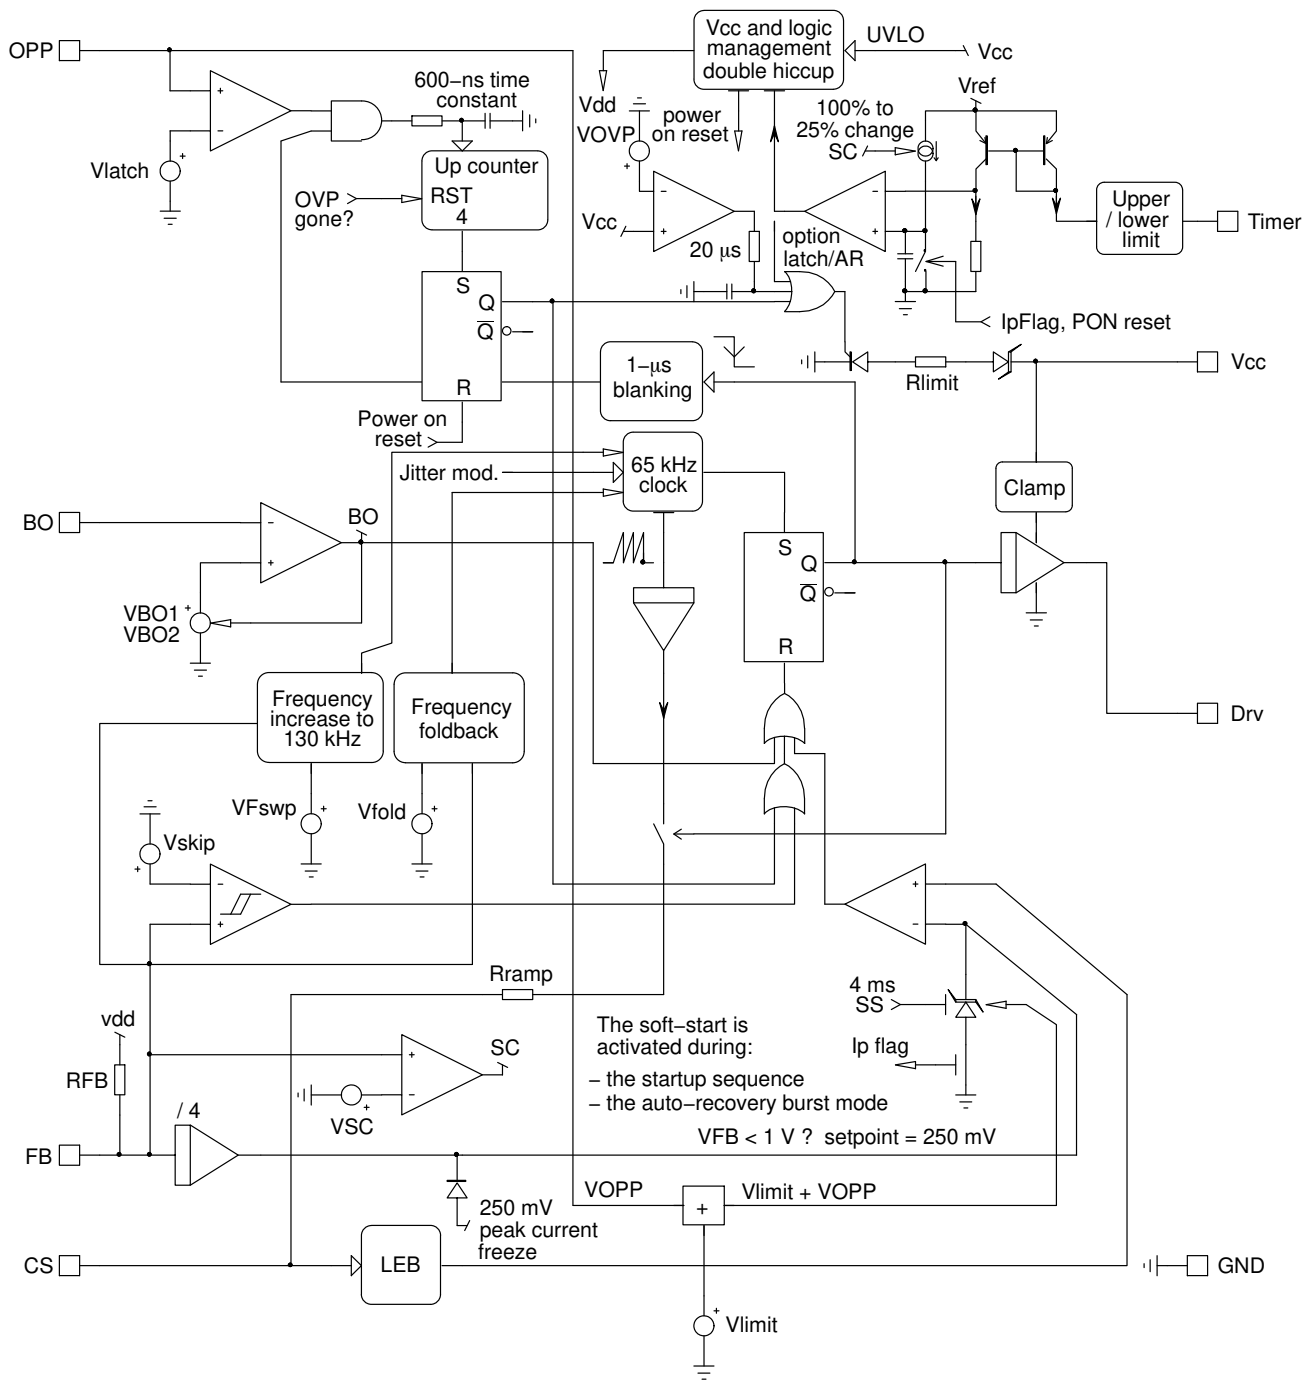 OPP
Vcc and logic
management
double hiccup
UVLO
Vcc
Vdd
power
on reset
VOVP
+
600−ns time
constant
+
−
Vlatch
+
Up counter
RST
4
OVP
gone?
100% to
25% change
SC
Vref
Upper
/ lower
limit
Timer
−
+
Vcc
20 μs
option
latch/AR
−
+
IpFlag, PON reset
S
Q
Q
R
Power on
reset
1−μs
blanking
Rlimit
Vcc
Jitter mod.
65 kHz
clock
Clamp
BO
−
+
BO
VBO1
VBO2
+
S
Q
Q
R
Drv
Frequency
increase to
130 kHz
Frequency
foldback
VFswp
+
Vfold
+
Vskip
+
−
+
+
−
Rramp
4 ms
SS
Ip flag
vdd
RFB
SC
+
−
VSC
+
The soft−start is
activated during:
− the startup sequence
− the auto−recovery burst mode
VFB < 1 V ? setpoint = 250 mV
/ 4
FB
250 mV
peak current
freeze
VOPP
+
Vlimit + VOPP
CS
LEB
GND
+
Vlimit